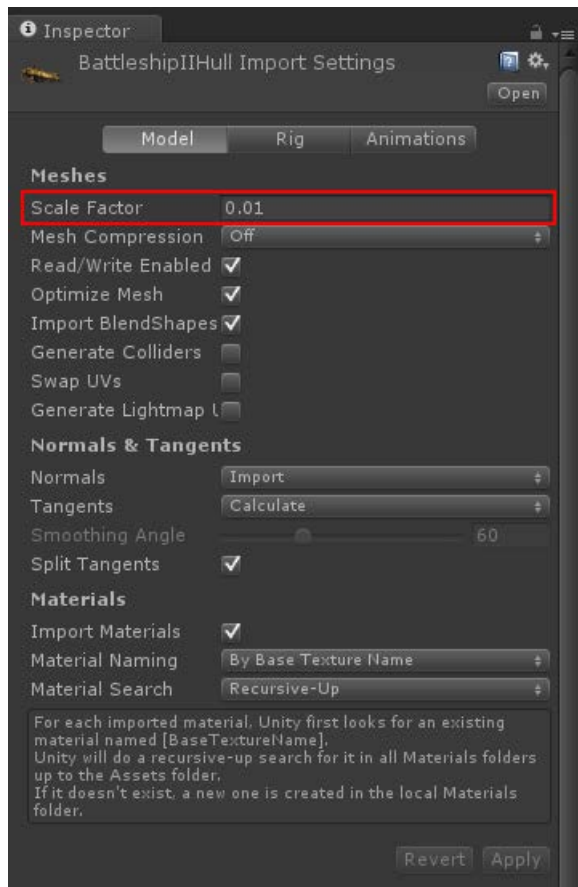 Inspector
BattleshipIIHull Import Settings
Open
Model Rig Animations
Meshes
Scale Factor 0.01
Mesh Compression Off
Read/Write Enabled
Optimize Mesh
Import BlendShapes
Generate Colliders
Swap UVs
Generate Lightmap U
Normals & Tangents
Normals Import
Tangents Calculate
Smoothing Angle 60
Split Tangents
Materials
Import Materials
Material Naming By Base Texture Name
Material Search Recursive-Up
For each imported material, Unity first looks for an existing
material named [BaseTextureName].
Unity will do a recursive-up search for it in all Materials folders
up to the Assets folder.
If it doesn't exist, a new one is created in the local Materials
folder.
Revert Apply